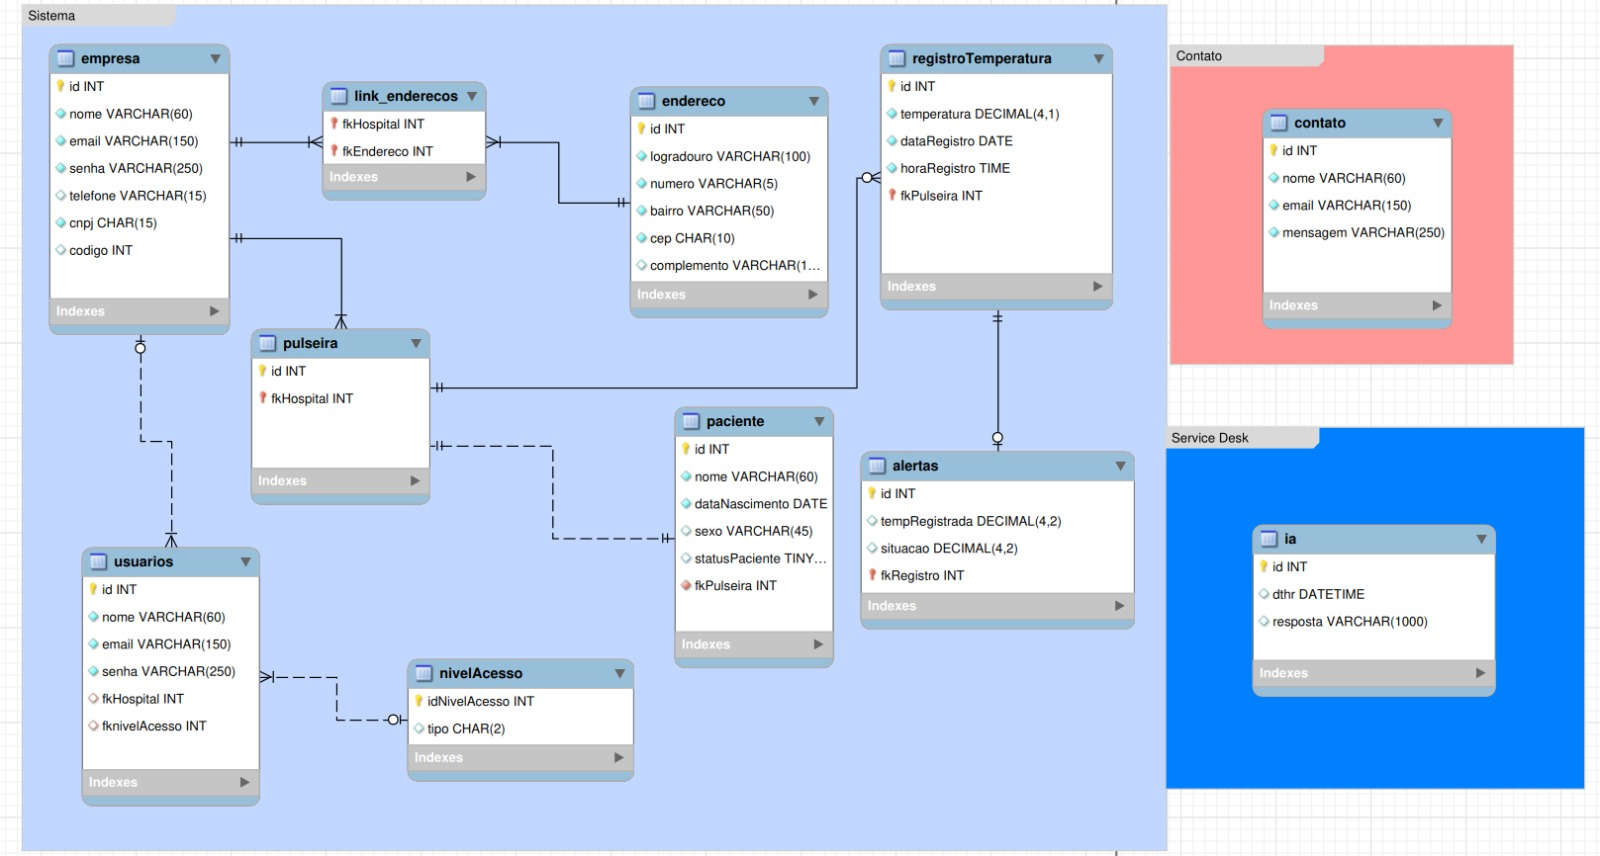 Sistema
empresa
id INT
nome VARCHAR(60)
email VARCHAR(150)
senha VARCHAR(250)
telefone VARCHAR(15)
cnpj CHAR(15)
codigo INT
Indexes
link_enderecos
fkHospital INT
fkEndereco INT
Indexes
endereco
id INT
logradouro VARCHAR(100)
numero VARCHAR(5)
bairro VARCHAR(50)
cep CHAR(10)
complemento VARCHAR(1...
Indexes
registroTemperatura
id INT
temperatura DECIMAL(4,1)
dataRegistro DATE
horaRegistro TIME
fkPulseira INT
Indexes
pulseira
id INT
fkHospital INT
Indexes
paciente
id INT
nome VARCHAR(60)
dataNascimento DATE
sexo VARCHAR(45)
statusPaciente TINY...
fkPulseira INT
Indexes
alertas
id INT
tempRegistrada DECIMAL(4,2)
situacao DECIMAL(4,2)
fkRegistro INT
Indexes
usuarios
id INT
nome VARCHAR(60)
email VARCHAR(150)
senha VARCHAR(250)
fkHospital INT
fknivelAcesso INT
Indexes
nivelAcesso
idNivelAcesso INT
tipo CHAR(2)
Indexes
Contato
contato
id INT
nome VARCHAR(60)
email VARCHAR(150)
mensagem VARCHAR(250)
Indexes
Service Desk
ia
id INT
dthr DATETIME
resposta VARCHAR(1000)
Indexes